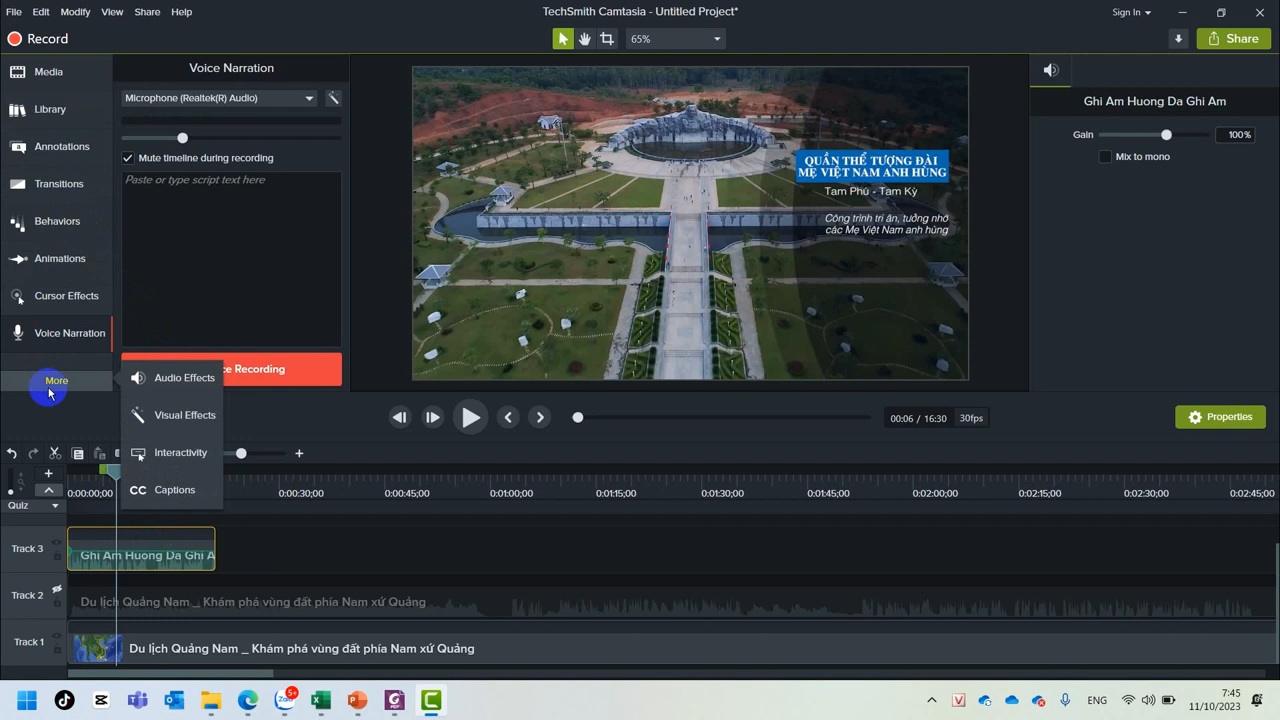 File Edit Modify View Share Help
TechSmith Camtasia - Untitled Project*
Sign In
Record
65%
Share
Media
Library
Annotations
Transitions
Behaviors
Animations
Cursor Effects
Voice Narration
More
Voice Narration
Microphone (Realtek(R) Audio)
Mute timeline during recording
Paste or type script text here
ce Recording
Audio Effects
Visual Effects
Interactivity
CC Captions
QUẦN THỂ TƯỢNG ĐÀI
MẸ VIỆT NAM ANH HÙNG
Tam Phú - Tam Kỳ
Công trình tri ân, tưởng nhớ
các Mẹ Việt Nam anh hùng
Ghi Am Huong Da Ghi Am
Gain 100%
Mix to mono
00:06 / 16:30 30fps
Properties
0:00:00;00 0:00:30;00 0:00:45;00 0:01:00;00 0:01:15;00 0:01:30;00 0:01:45;00 0:02:00;00 0:02:15;00 0:02:30;00 0:02:45;00
Quiz
Track 3
Ghi Am Huong Da Ghi A
Track 2
Du lịch Quảng Nam _ Khám phá vùng đất phía Nam xứ Quảng
Track 1
Du lịch Quảng Nam _ Khám phá vùng đất phía Nam xứ Quảng
5+
Zalo
ENG
7:45
11/10/2023